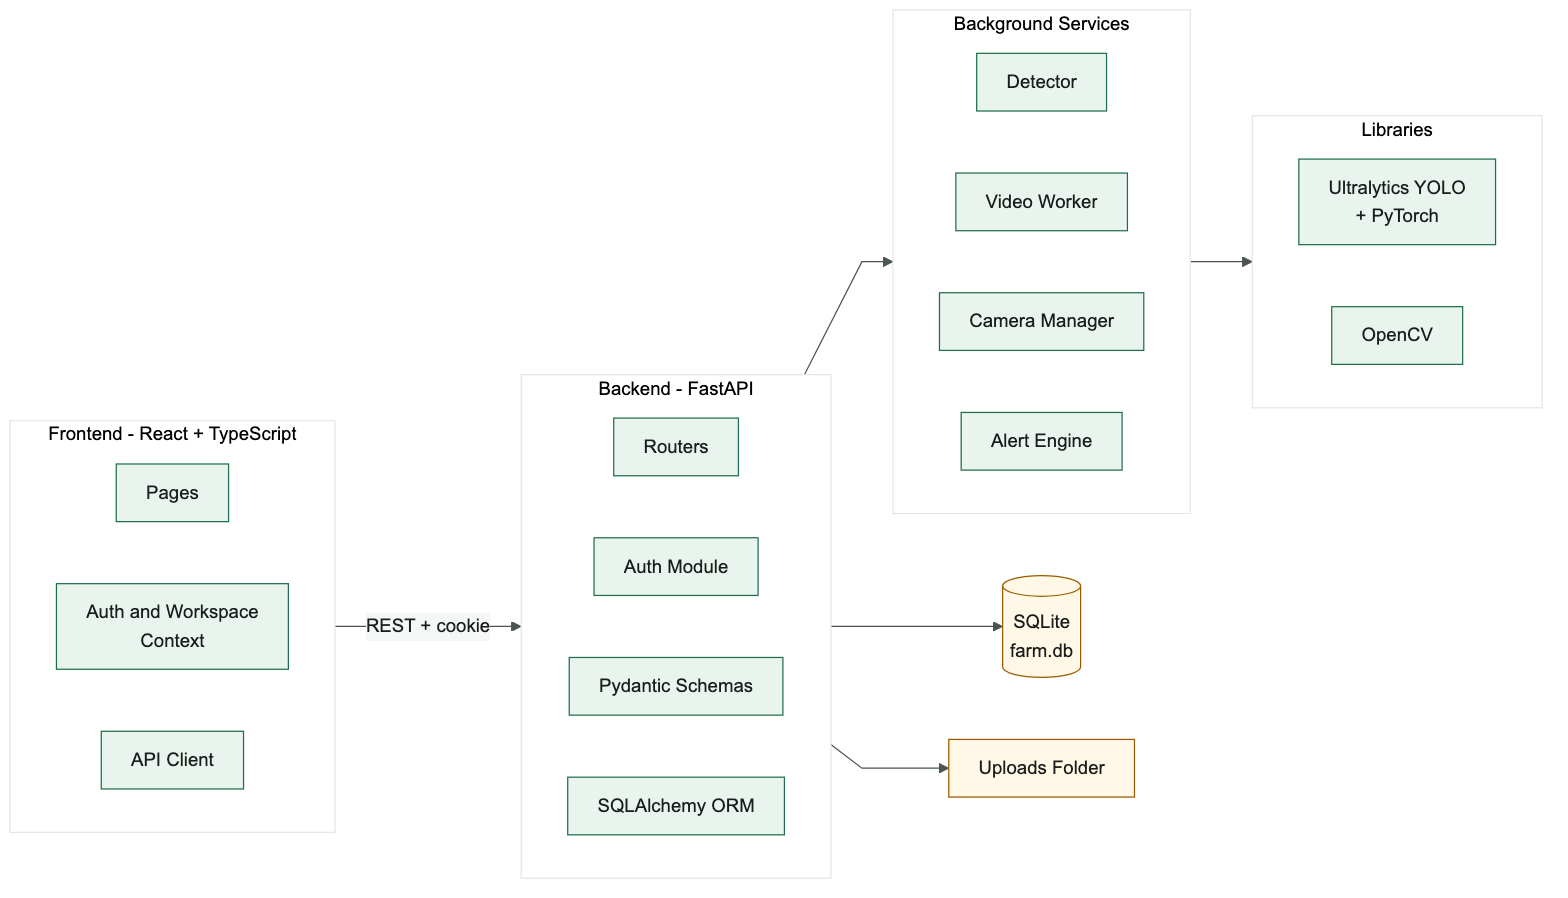 Frontend - React + TypeScript
Pages
Auth and Workspace
Context
API Client
REST + cookie
Backend - FastAPI
Routers
Auth Module
Pydantic Schemas
SQLAlchemy ORM
Background Services
Detector
Video Worker
Camera Manager
Alert Engine
SQLite
farm.db
Uploads Folder
Libraries
Ultralytics YOLO
+ PyTorch
OpenCV